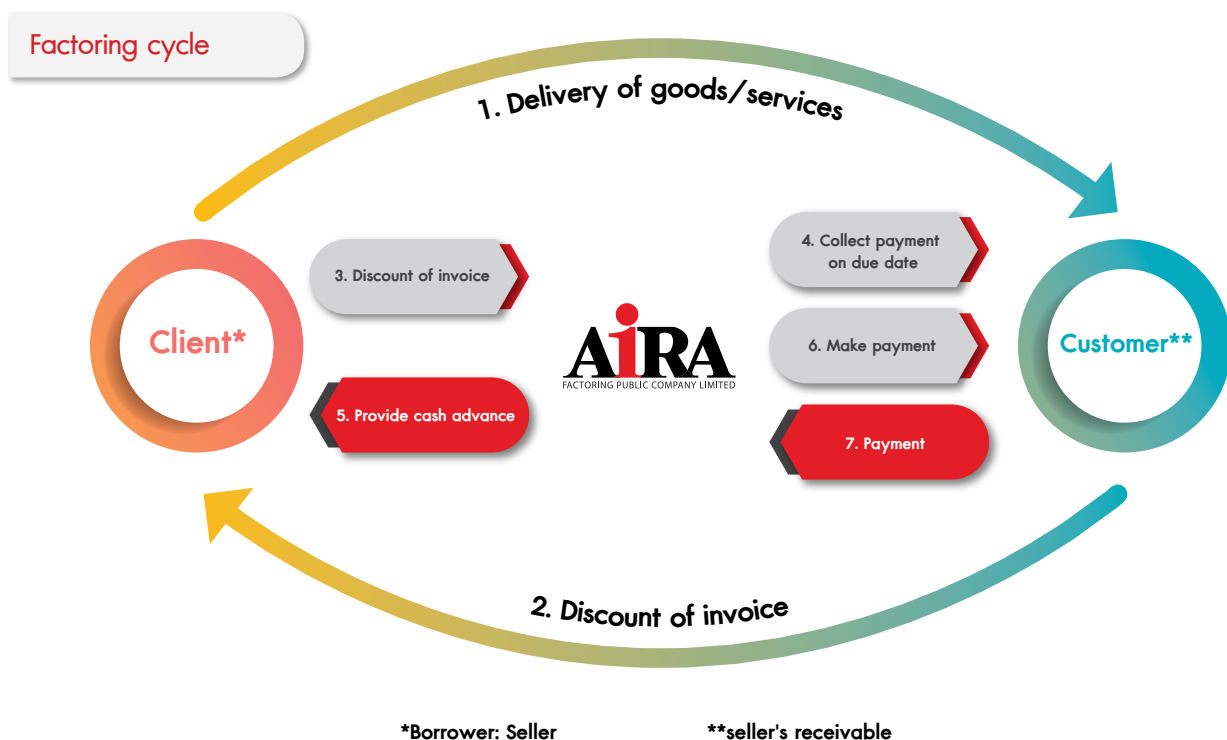 Factoring cycle
1. Delivery of goods/services
3. Discount of invoice
4. Collect payment
on due date
Client*
AiRA
FACTORING PUBLIC COMPANY LIMITED
6. Make payment
Customer**
5. Provide cash advance
7. Payment
2. Discount of invoice
*Borrower: Seller
**seller's receivable